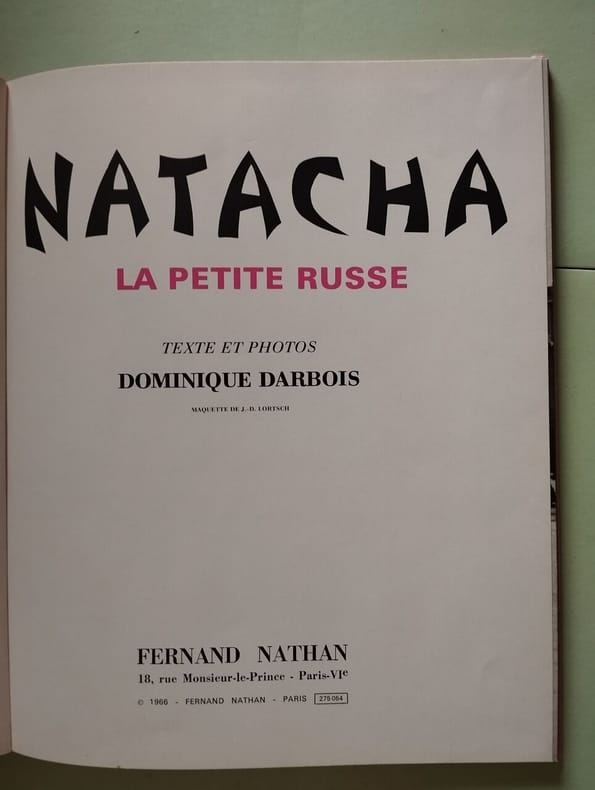 NATACHA
LA PETITE RUSSE
TEXTE ET PHOTOS
DOMINIQUE DARBOIS
MAQUETTE DE J.-D. LORTSCH
FERNAND NATHAN
18, rue Monsieur-le-Prince - Paris-VIe
© 1966 - FERNAND NATHAN - PARIS 275 064